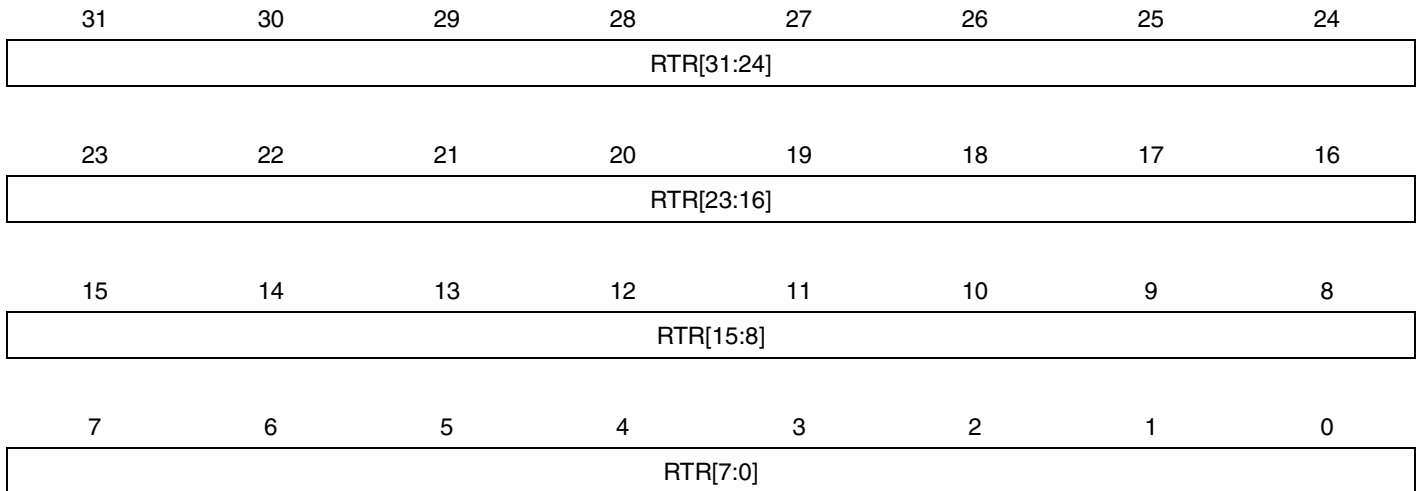 31 30 29 28 27 26 25 24
RTR[31:24]
23 22 21 20 19 18 17 16
RTR[23:16]
15 14 13 12 11 10 9 8
RTR[15:8]
7 6 5 4 3 2 1 0
RTR[7:0]